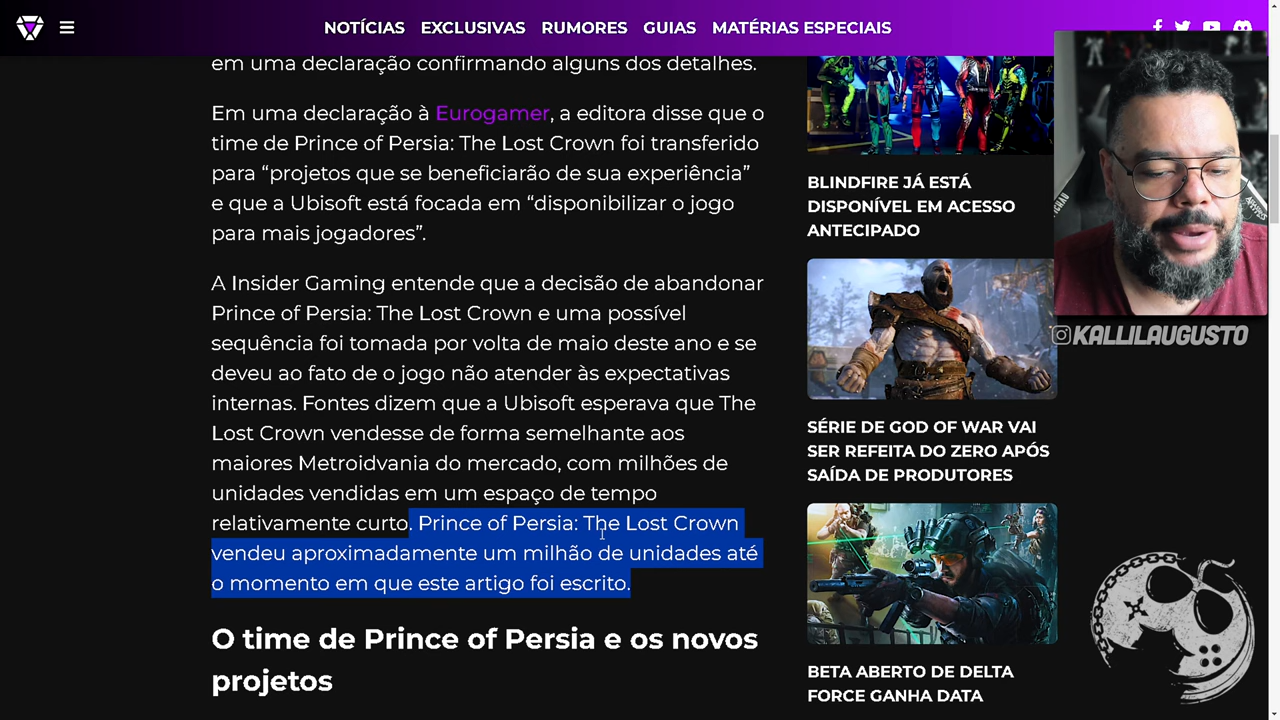 NOTÍCIAS EXCLUSIVAS RUMORES GUIAS MATÉRIAS ESPECIAIS
em uma declaração confirmando alguns dos detalhes.
Em uma declaração à Eurogamer, a editora disse que o
time de Prince of Persia: The Lost Crown foi transferido
para “projetos que se beneficiarão de sua experiência”
e que a Ubisoft está focada em “disponibilizar o jogo
para mais jogadores”.
A Insider Gaming entende que a decisão de abandonar
Prince of Persia: The Lost Crown e uma possível
sequência foi tomada por volta de maio deste ano e se
deveu ao fato de o jogo não atender às expectativas
internas. Fontes dizem que a Ubisoft esperava que The
Lost Crown vendesse de forma semelhante aos
maiores Metroidvania do mercado, com milhões de
unidades vendidas em um espaço de tempo
relativamente curto. Prince of Persia: The Lost Crown
vendeu aproximadamente um milhão de unidades até
o momento em que este artigo foi escrito.
O time de Prince of Persia e os novos
projetos
BLINDFIRE JÁ ESTÁ
DISPONÍVEL EM ACESSO
ANTECIPADO
SÉRIE DE GOD OF WAR VAI
SER REFEITA DO ZERO APÓS
SAÍDA DE PRODUTORES
BETA ABERTO DE DELTA
FORCE GANHA DATA
KALLILAUGUSTO